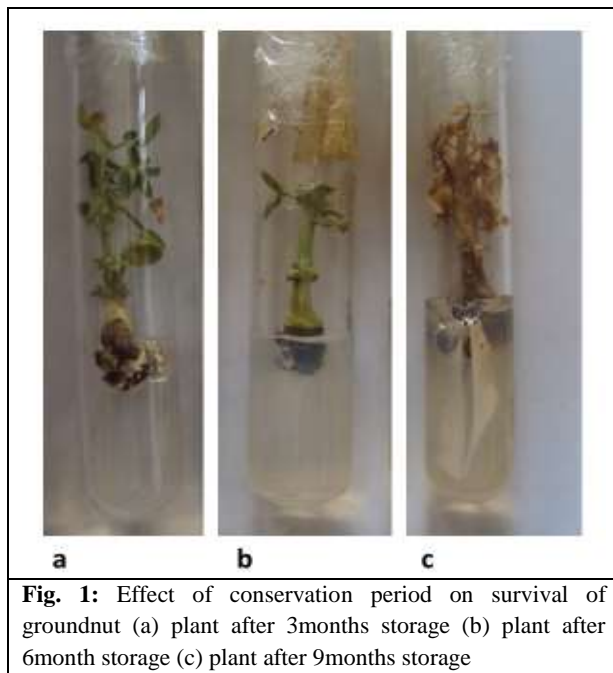 a b c
Fig. 1: Effect of conservation period on survival of
groundnut (a) plant after 3months storage (b) plant after
6month storage (c) plant after 9months storage